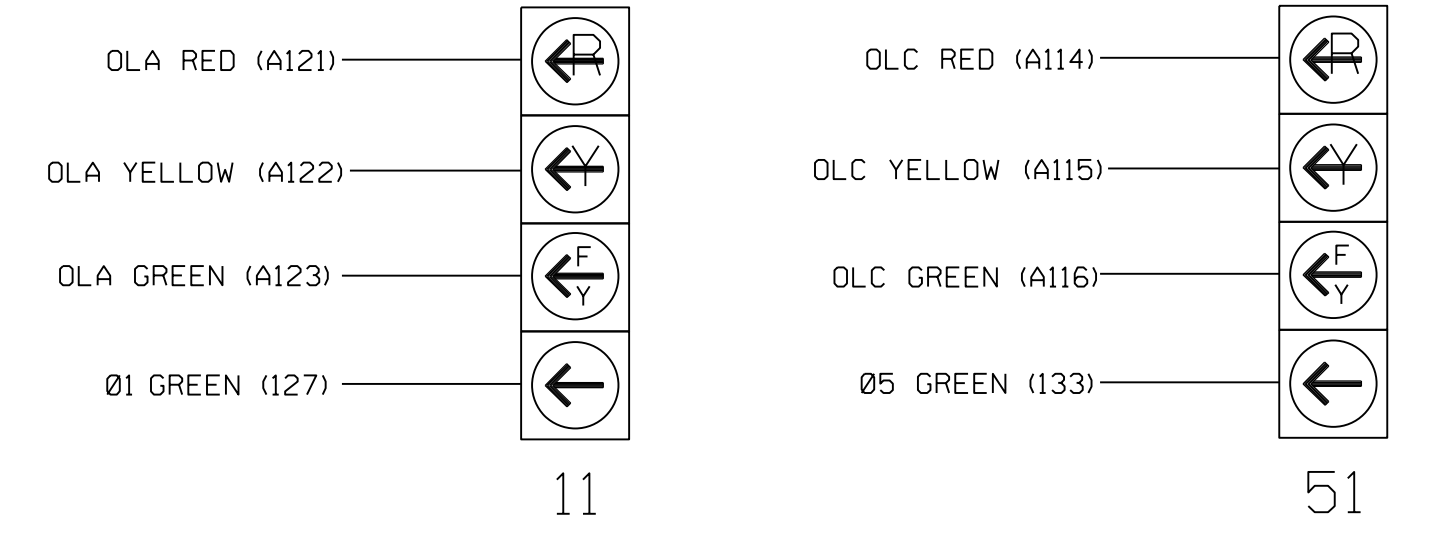 OLA RED (A121)
R
OLA YELLOW (A122)
Y
OLA GREEN (A123)
F
Y
Ø1 GREEN (127)
11
OLC RED (A114)
R
OLC YELLOW (A115)
Y
OLC GREEN (A116)
F
Y
Ø5 GREEN (133)
51